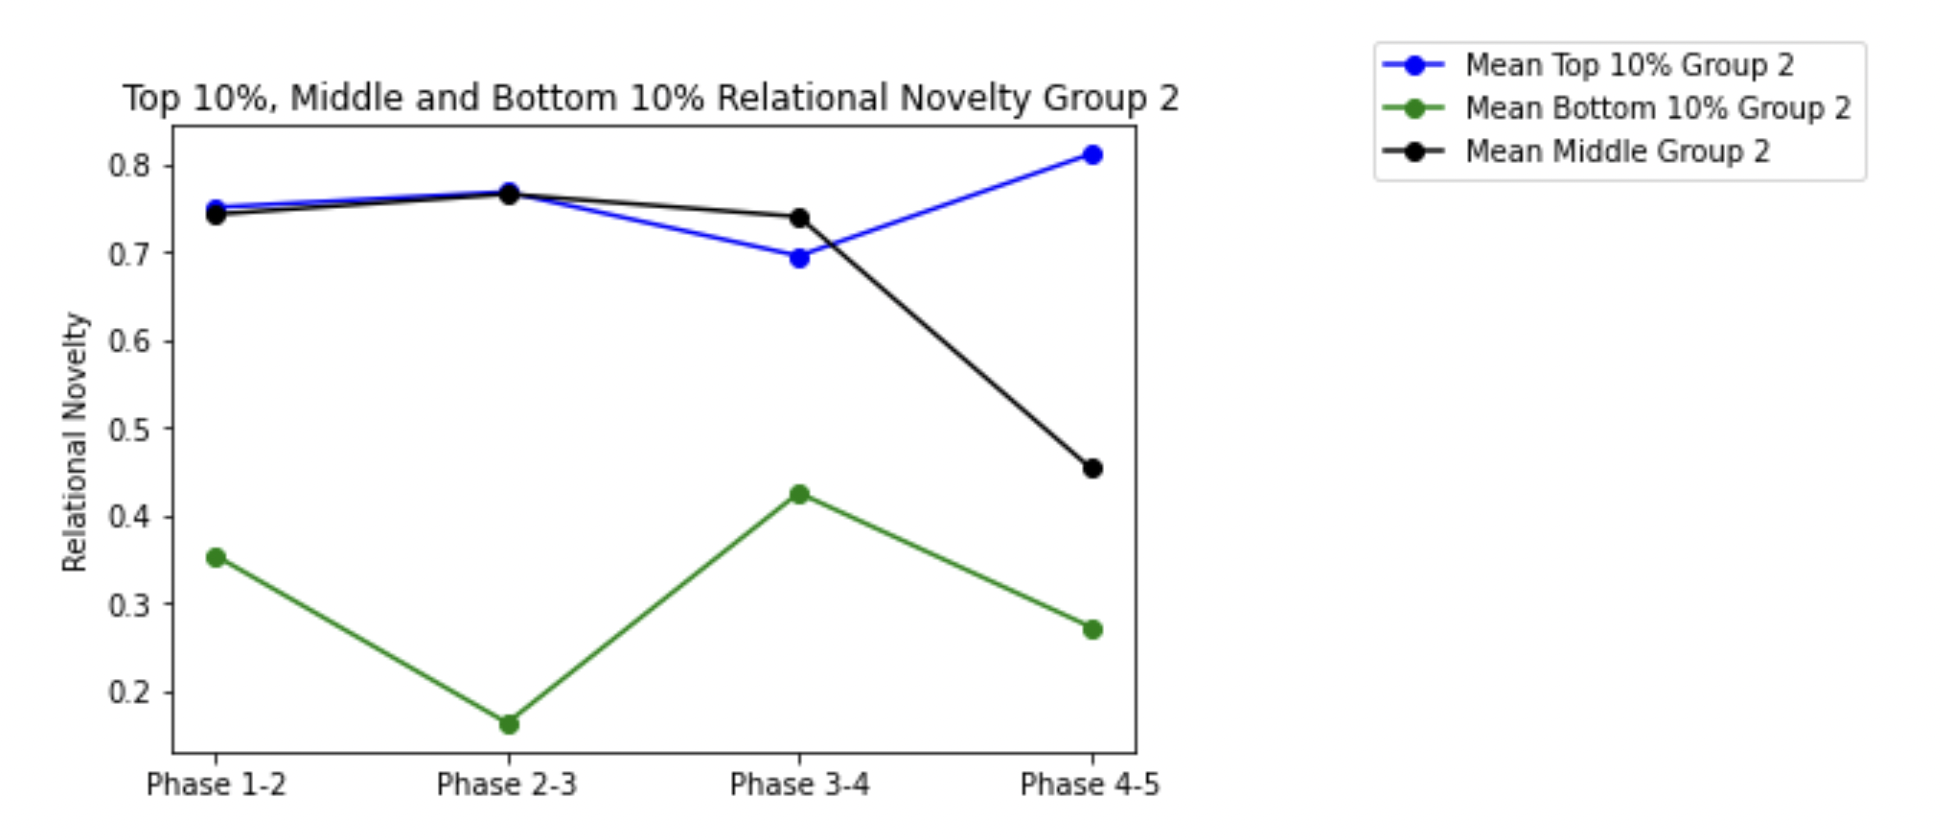 Top 10%, Middle and Bottom 10% Relational Novelty Group 2
Mean Top 10% Group 2
Mean Bottom 10% Group 2
Mean Middle Group 2
Relational Novelty
0.8
0.7
0.6
0.5
0.4
0.3
0.2
Phase 1-2 Phase 2-3 Phase 3-4 Phase 4-5